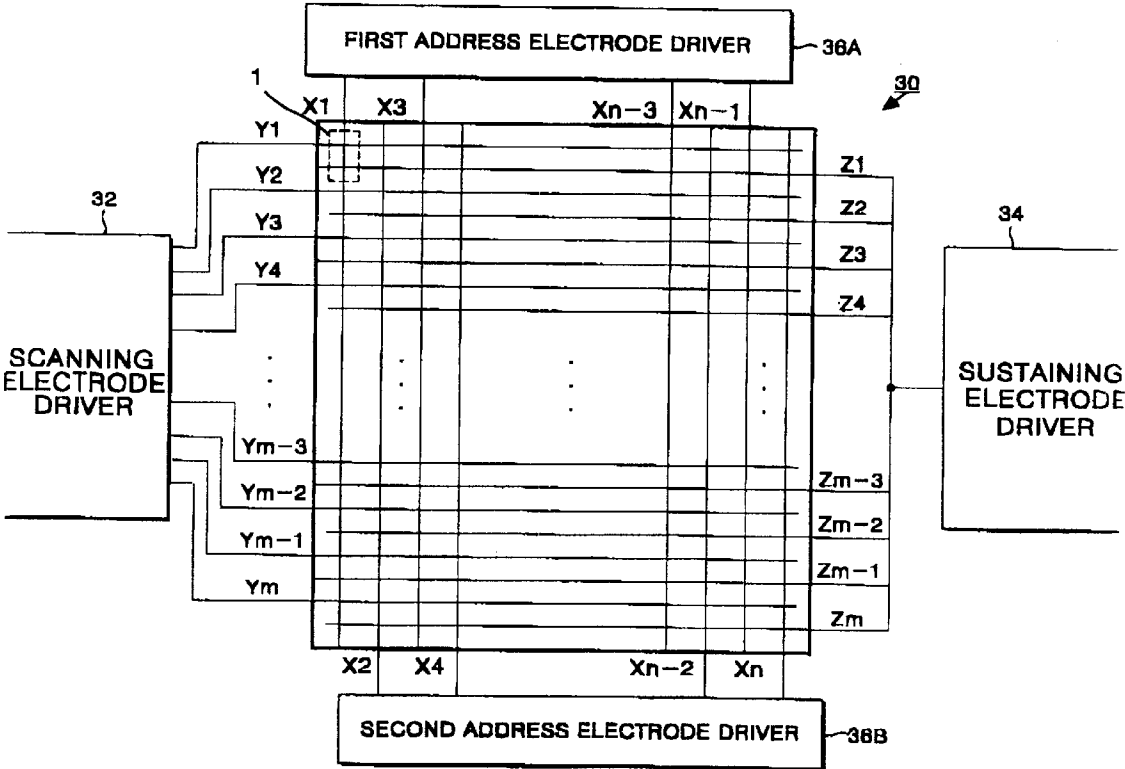 FIRST ADDRESS ELECTRODE DRIVER
36A
30
1
X1
X3
Xn-3
Xn-1
Y1
Y2
Y3
Y4
Z1
Z2
Z3
Z4
32
34
SCANNING
ELECTRODE
DRIVER
SUSTAINING
ELECTRODE
DRIVER
Ym-3
Ym-2
Ym-1
Ym
Zm-3
Zm-2
Zm-1
Zm
X2
X4
Xn-2
Xn
SECOND ADDRESS ELECTRODE DRIVER
36B